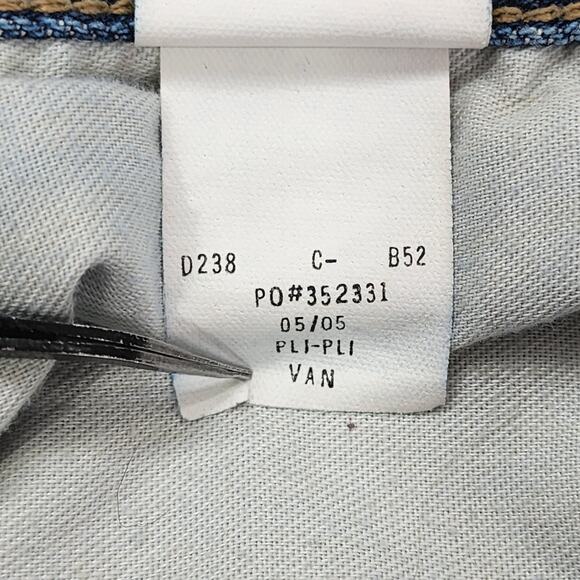 D238 C- B52
PO#352331
05/05
PLI-PLI
VAN